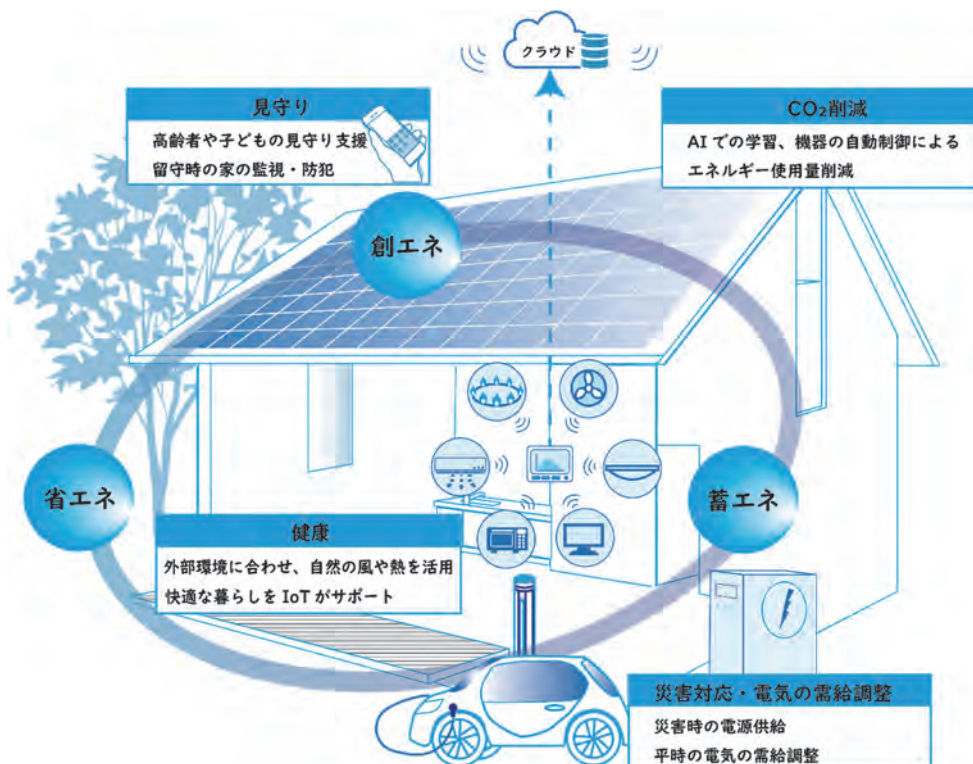 クラウド
見守り
高齢者や子どもの見守り支援
留守時の家の監視・防犯
CO₂削減
AIでの学習、機器の自動制御による
エネルギー使用量削減
創エネ
省エネ
蓄エネ
健康
外部環境に合わせ、自然の風や熱を活用
快適な暮らしをIoTがサポート
災害対応・電気の需給調整
災害時の電源供給
平時の電気の需給調整